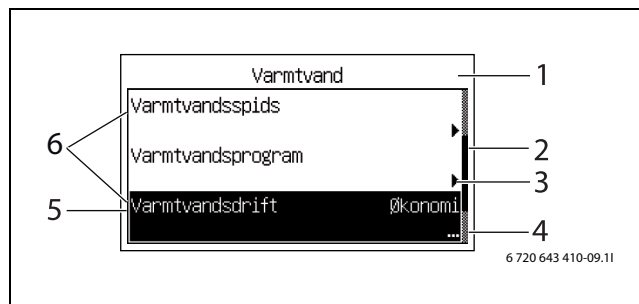 Varmtvand
1
Varmtvandsspids
2
6
Varmtvandsprogram
3
5
Varmtvandsdrift Økonomi
...
4
6 720 643 410-09.1I